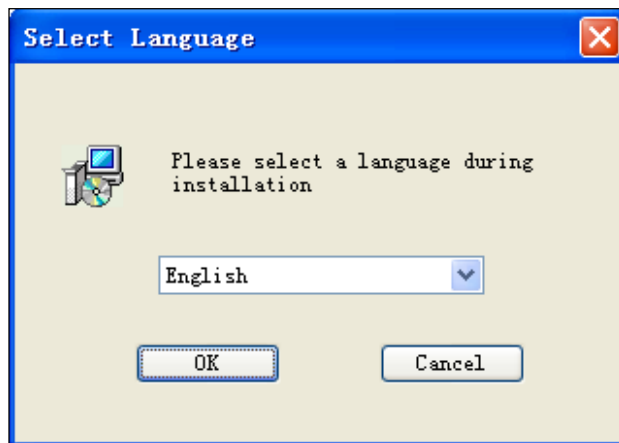 Select Language
Please select a language during
installation
English
OK
Cancel